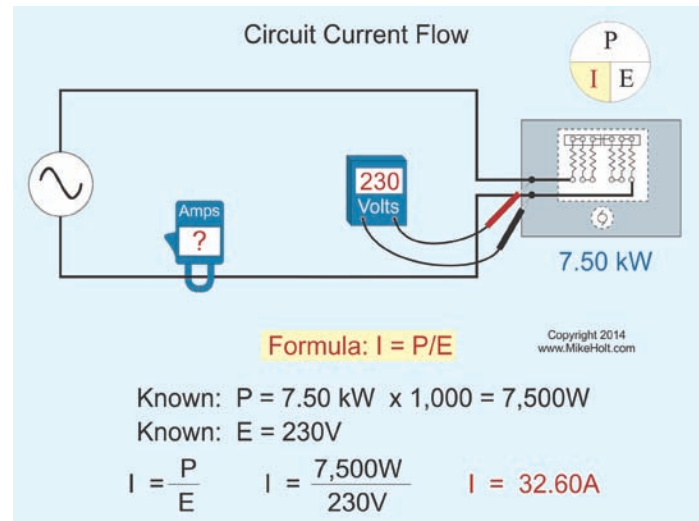 Circuit Current Flow
P
I E
230
Volts
Amps
?
7.50 kW
Formula: I = P/E
Copyright 2014
www.MikeHolt.com
Known: P = 7.50 kW x 1,000 = 7,500W
Known: E = 230V
I = P/E I = 7,500W/230V I = 32.60A